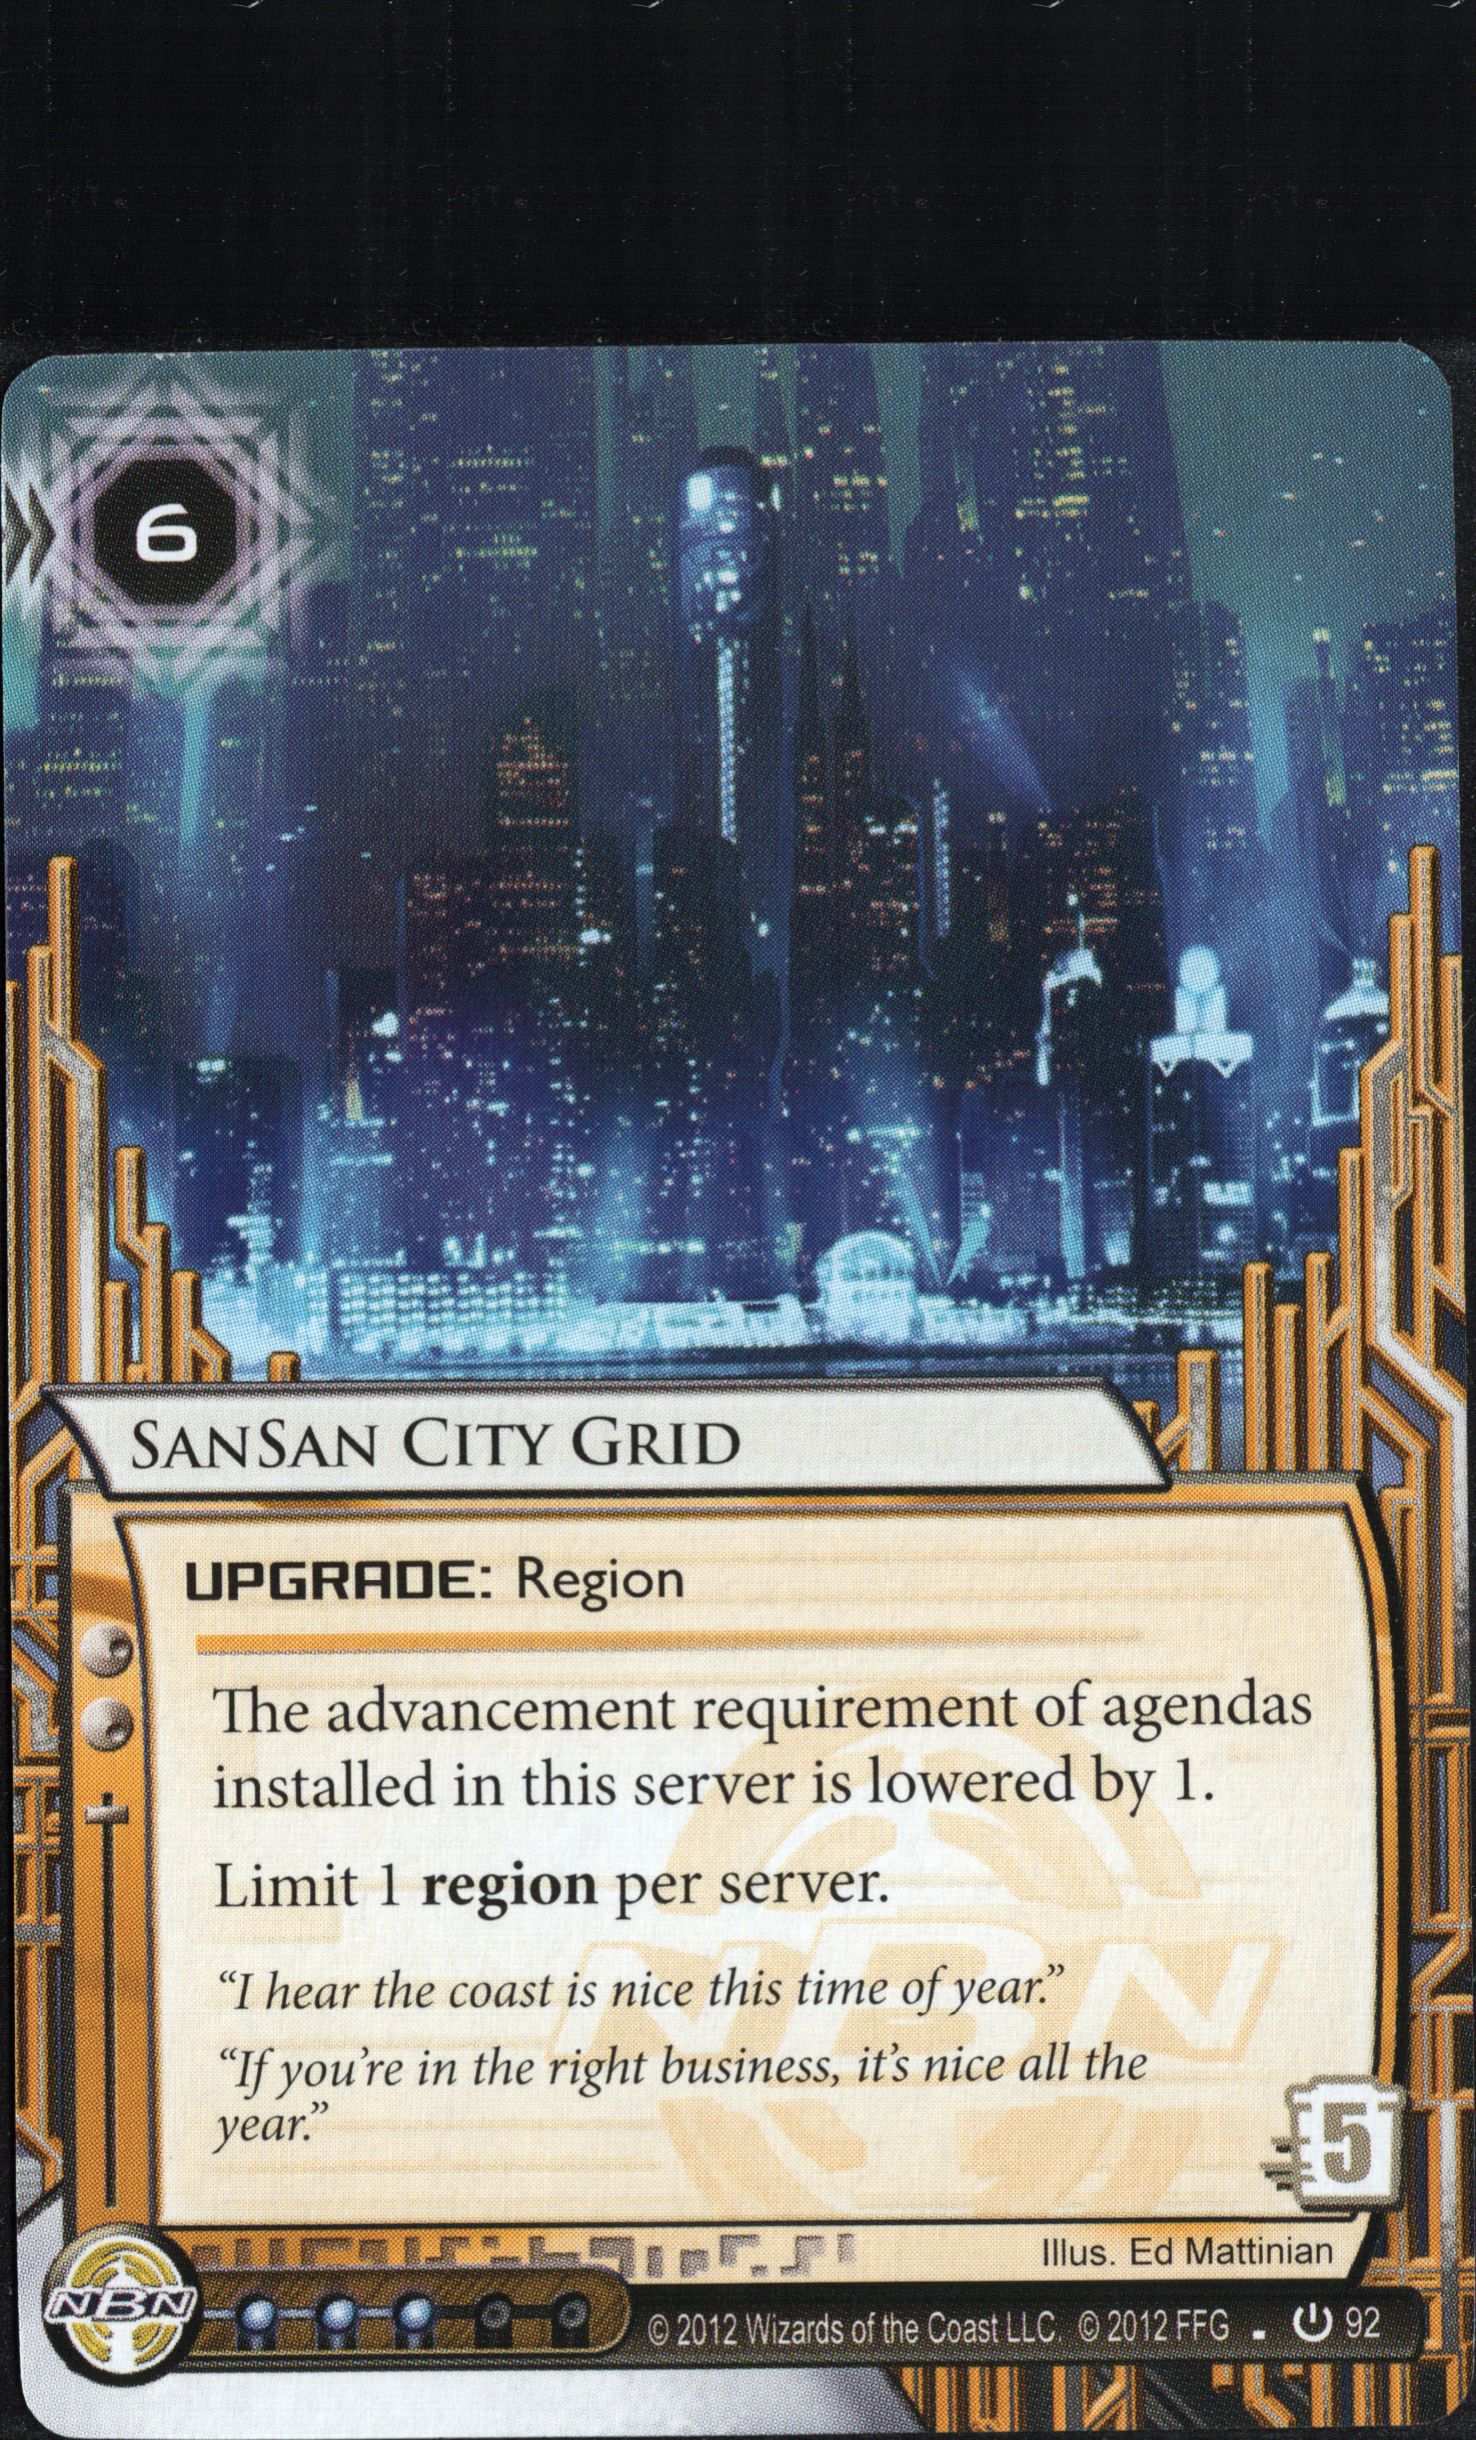 6
SanSan City Grid
UPGRADE: Region
The advancement requirement of agendas
installed in this server is lowered by 1.
Limit 1 region per server.
“I hear the coast is nice this time of year.”
“If you’re in the right business, it’s nice all the
year.”
5
NBN
Illus. Ed Mattinian
NBN
© 2012 Wizards of the Coast LLC. © 2012 FFG 92